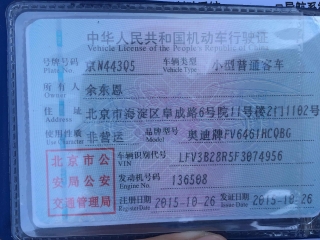 中华人民共和国机动车行驶证
Vehicle License of the People's Republic of
号牌号码 京N44305 车辆类型 小型普通客车
Plate No. Vehicle Type
所有人 余东恩
Owner
住址 北京市海淀区阜成路6号院11号楼2门1102号
Address
使用性质 非营运 品牌型号 奥迪牌FV6461HCQBG
Use Character Model
北京市公 车辆识别代号 LFV3B28R5F3074956
VIN
安局公安 发动机号码 136508
Engine No.
交通管理局 注册日期 2015-10-26 发证日期 2015-10-26
Register Date Issue Date